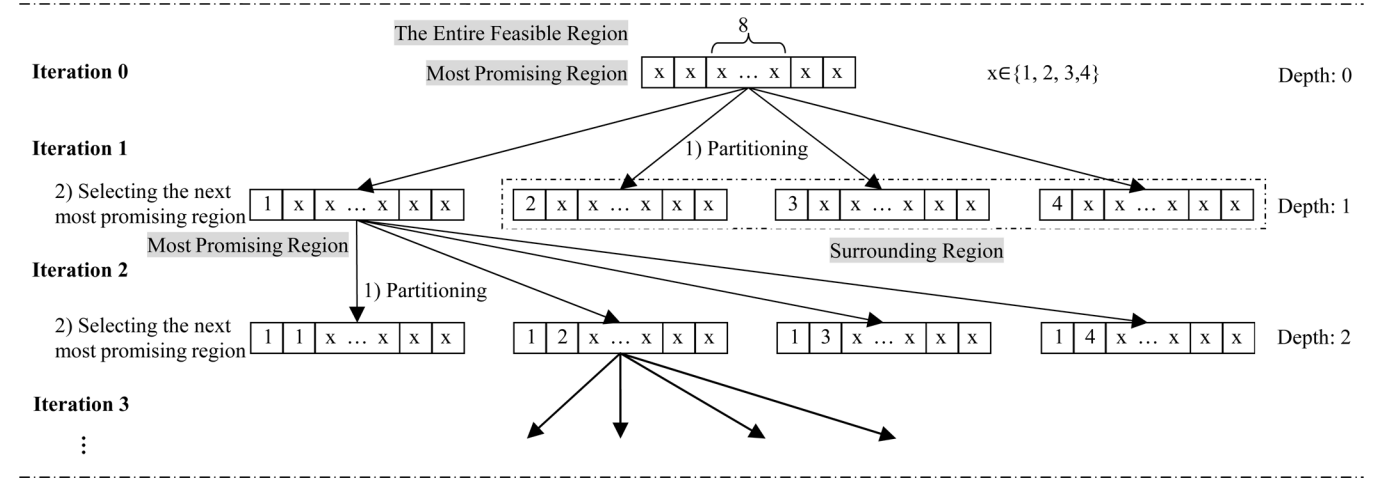 8
The Entire Feasible Region
Iteration 0
Most Promising Region
x x x … x x x
x∈{1, 2, 3,4}
Depth: 0
Iteration 1
1) Partitioning
2) Selecting the next
most promising region
1 x x … x x x
2 x x … x x x
3 x x … x x x
4 x x … x x x
Depth: 1
Most Promising Region
Surrounding Region
Iteration 2
1) Partitioning
2) Selecting the next
most promising region
1 1 x … x x x
1 2 x … x x x
1 3 x … x x x
1 4 x … x x x
Depth: 2
Iteration 3
⋮